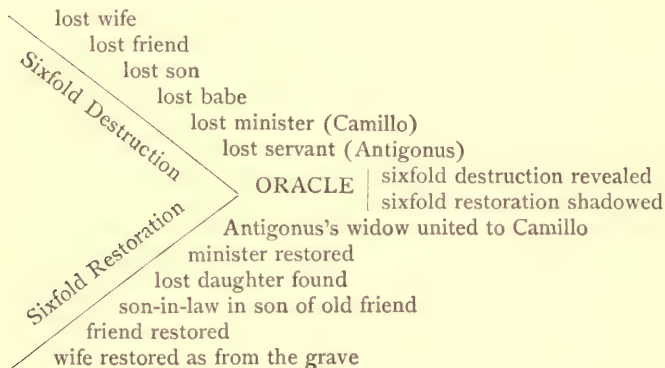 lost wife
lost friend
lost son
lost babe
lost minister (Camillo)
lost servant (Antigonus)
Sixfold Destruction
ORACLE
sixfold destruction revealed
sixfold restoration shadowed
Sixfold Restoration
Antigonus's widow united to Camillo
minister restored
lost daughter found
son-in-law in son of old friend
friend restored
wife restored as from the grave